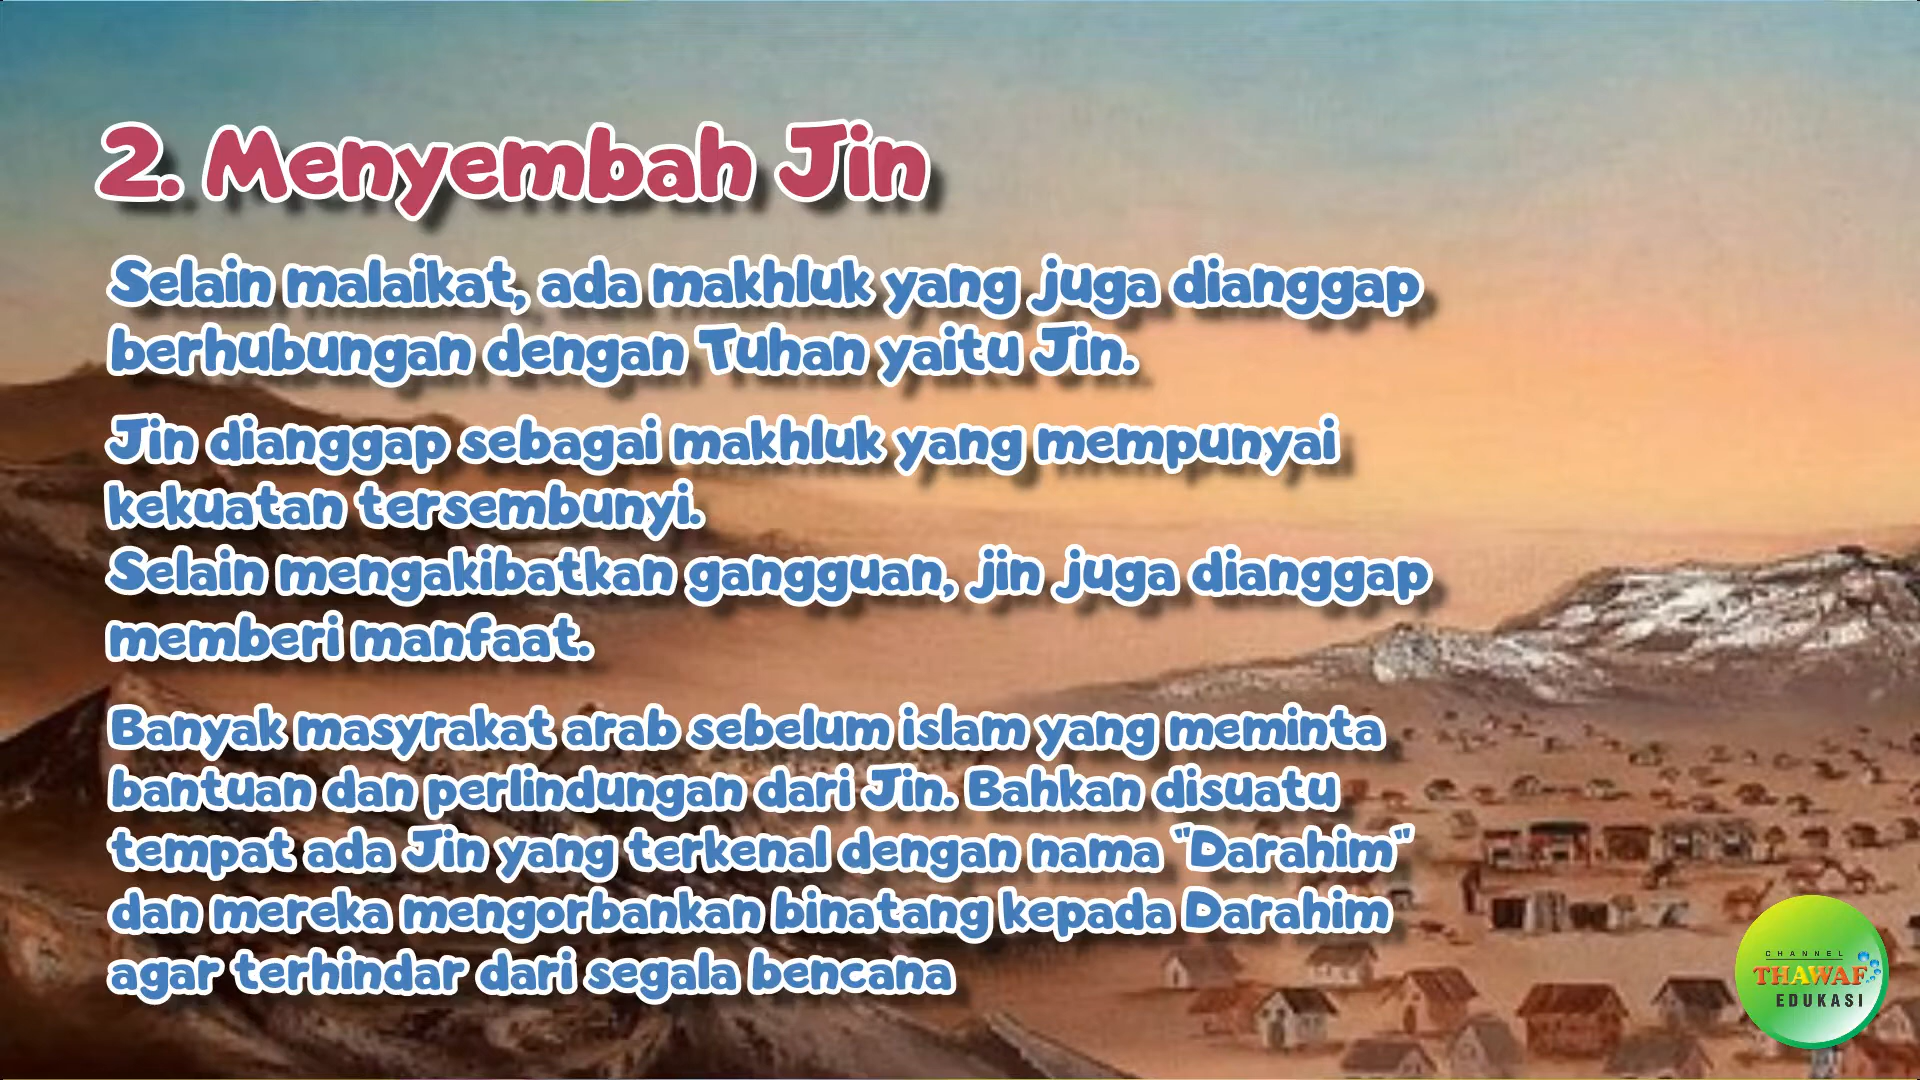 2. Menyembah Jin
Selain malaikat, ada makhluk yang juga dianggap
berhubungan dengan Tuhan yaitu Jin.
Jin dianggap sebagai makhluk yang mempunyai
kekuatan tersembunyi.
Selain mengakibatkan gangguan, jin juga dianggap
memberi manfaat.
Banyak masyrakat arab sebelum islam yang meminta
bantuan dan perlindungan dari Jin. Bahkan disuatu
tempat ada Jin yang terkenal dengan nama "Darahim"
dan mereka mengorbankan binatang kepada Darahim
agar terhindar dari segala bencana
CHANNEL
THAWAF
EDUKASI